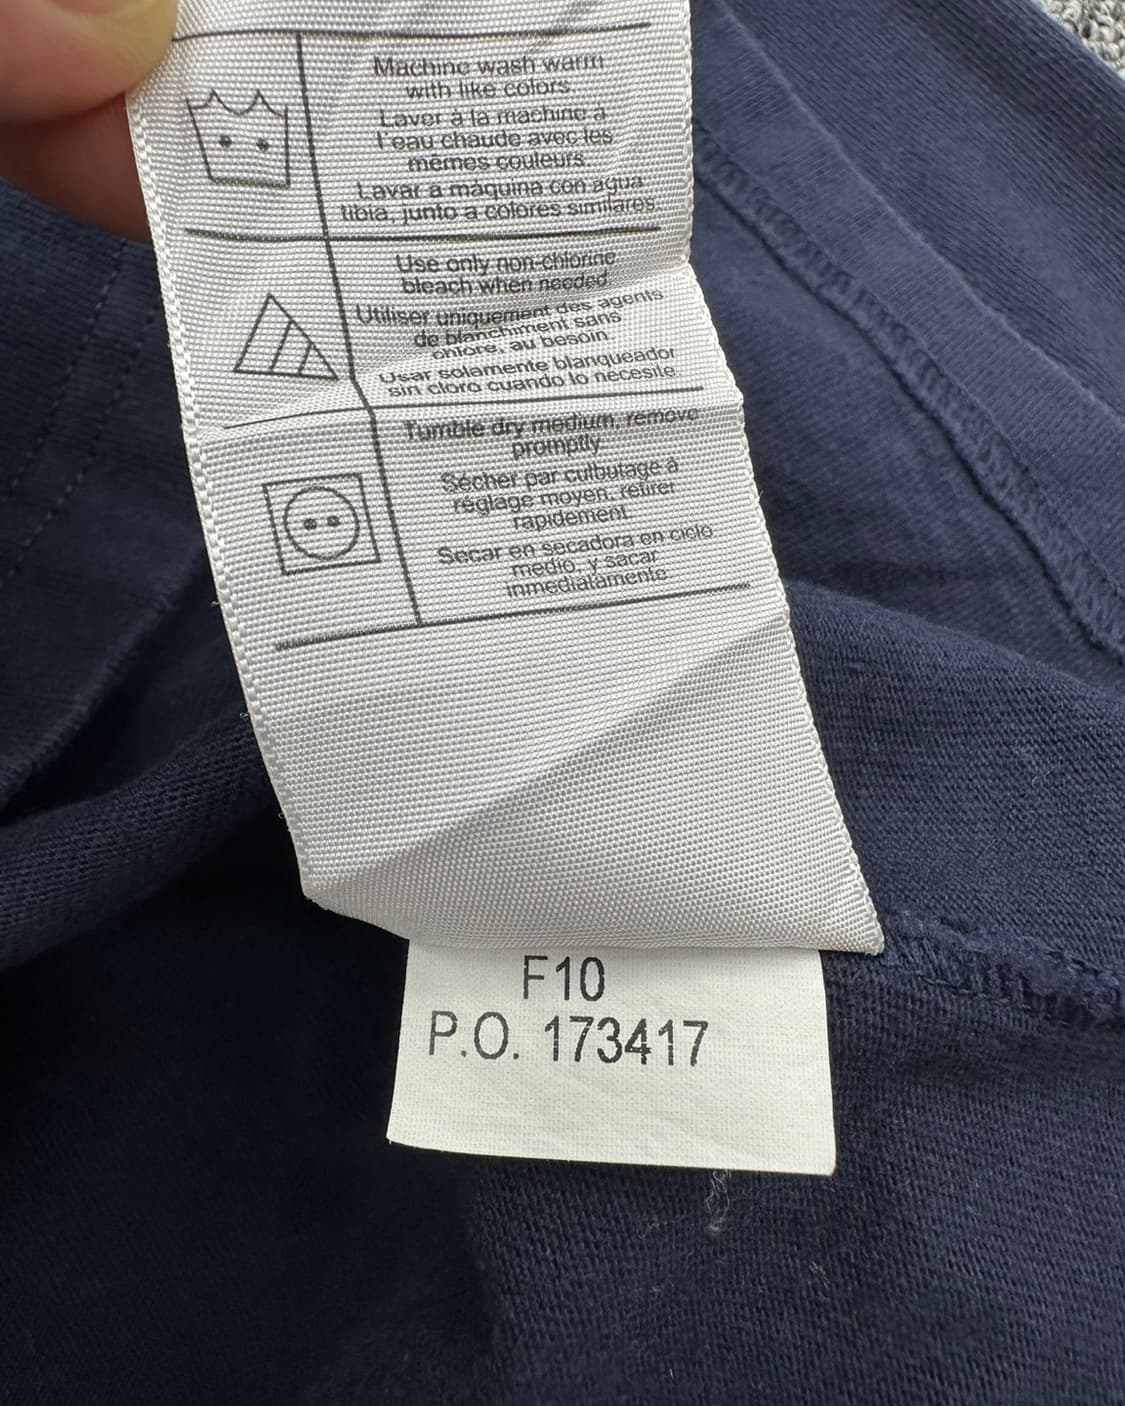 Machine wash warm
with like colors.
Laver à la machine à
l'eau chaude avec les
mêmes couleurs.
Lavar a máquina con agua
tibia, junto a colores similares.
Use only non-chlorine
bleach when needed.
Utiliser uniquement des agents
de blanchiment sans
chlore, au besoin.
Usar solamente blanqueador
sin cloro cuando lo necesite
Tumble dry medium, remove
promptly.
Sécher par culbutage à
réglage moyen. retirer
rapidement.
Secar en secadora en ciclo
medio, y sacar
inmediatamente
F10
P.O. 173417